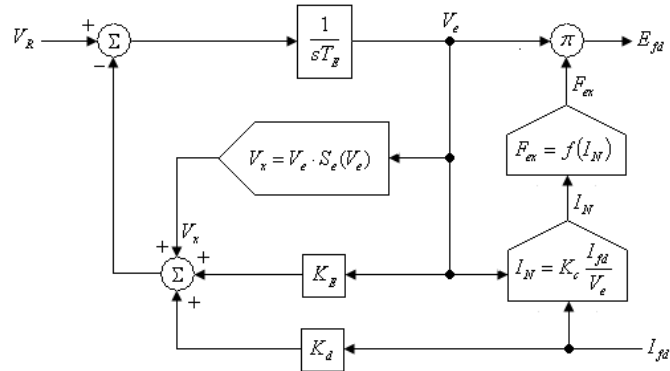 V_R + Σ −
1
sT_E
V_e
π
E_fd
F_ex
V_x = V_e · S_e(V_e)
F_ex = f(I_N)
I_N
V_x
+ + + +
Σ
K_E
I_N = K_c I_fd / V_e
K_d
I_fd